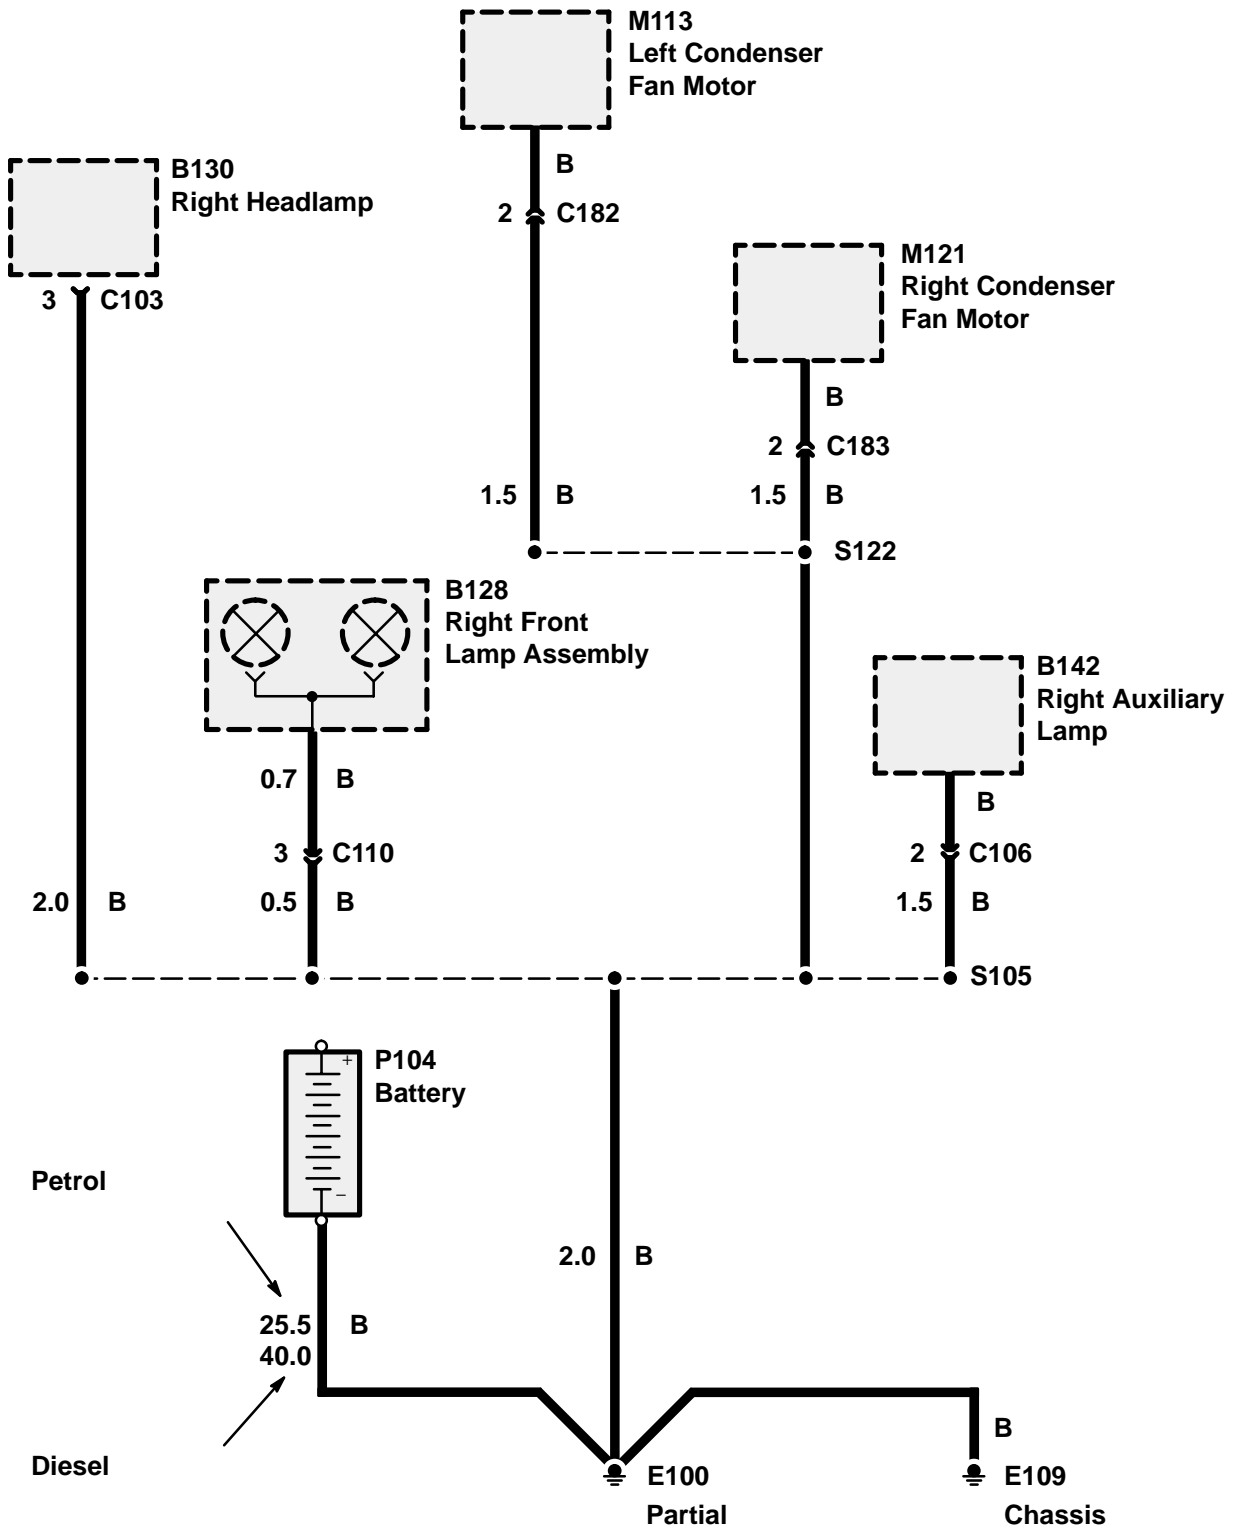 M113
Left Condenser
Fan Motor
B
2 C182
B130
Right Headlamp
3 C103
M121
Right Condenser
Fan Motor
B
2 C183
1.5 B
1.5 B
S122
B128
Right Front
Lamp Assembly
B142
Right Auxiliary
Lamp
0.7 B
B
3 C110
2 C106
2.0 B
0.5 B
1.5 B
S105
+
P104
Battery
Petrol
−
2.0 B
25.5 B
40.0
B
Diesel
E100
Partial
E109
Chassis